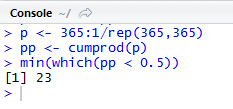 Console ~/
> p <- 365:1/rep(365,365)
> pp <- cumprod(p)
> min(which(pp < 0.5))
[1] 23
>